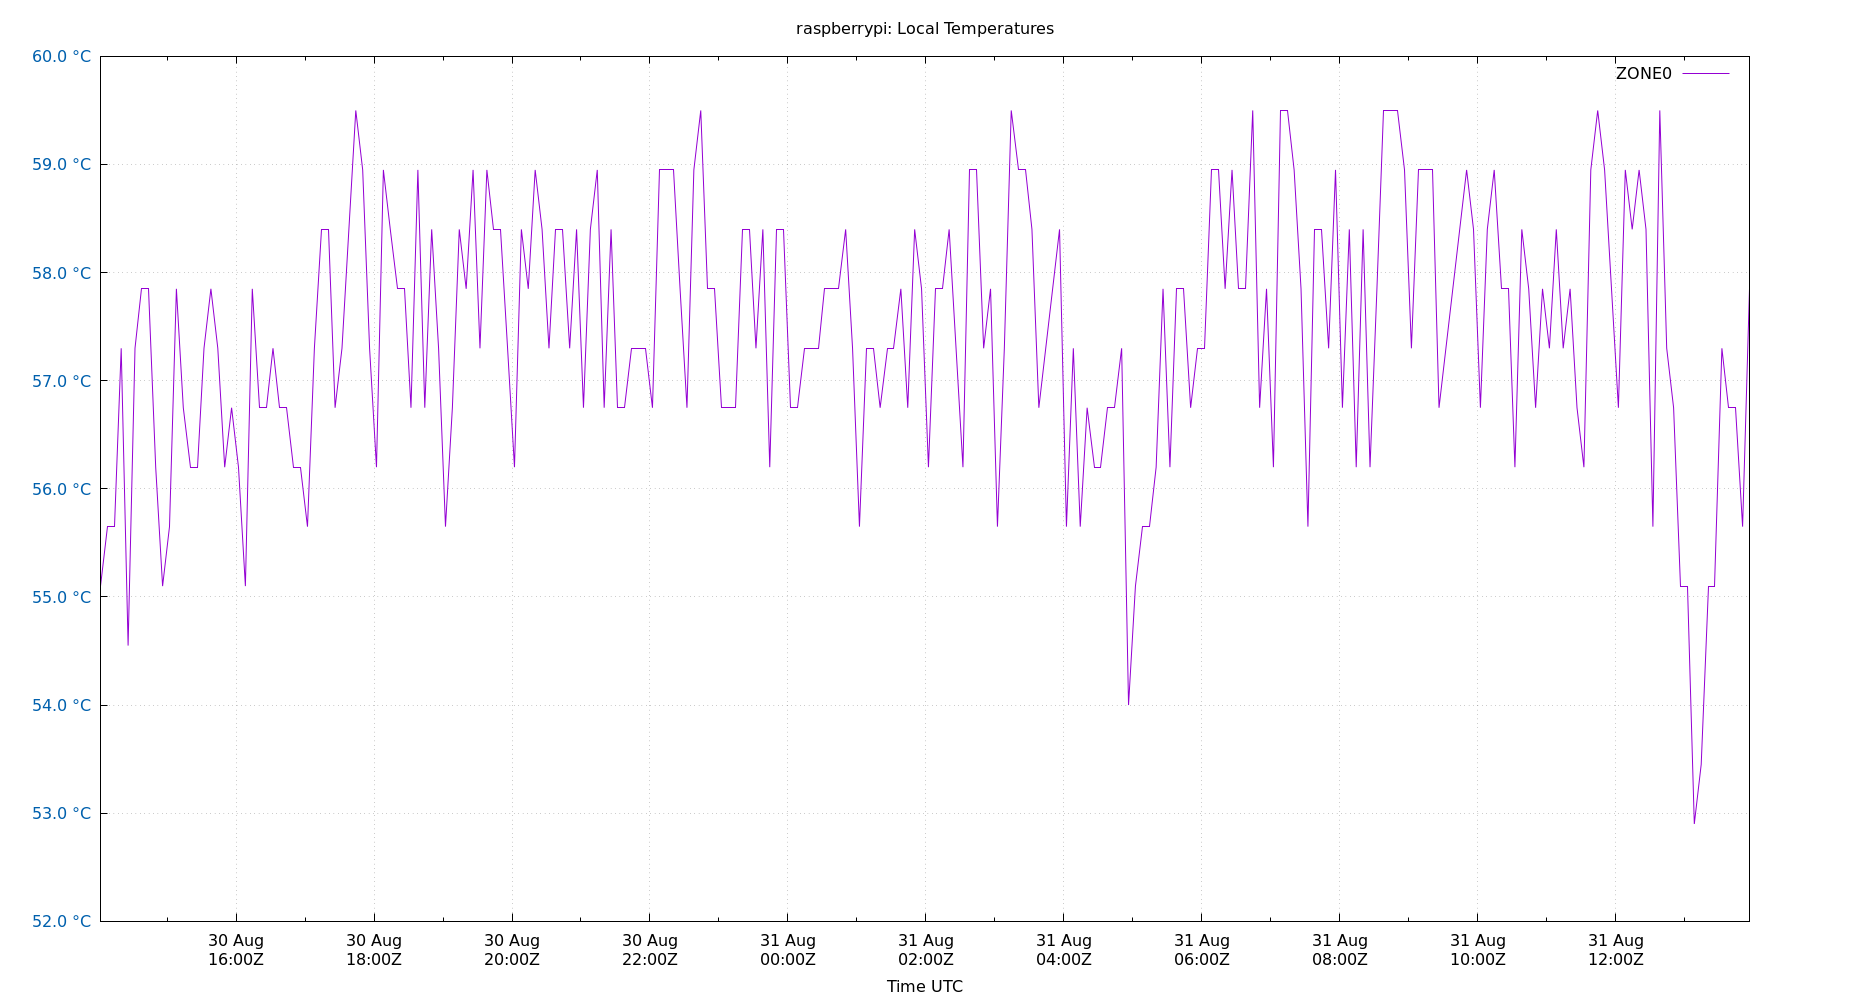 raspberrypi: Local Temperatures
60.0 °C
ZONE0
59.0 °C
58.0 °C
57.0 °C
56.0 °C
55.0 °C
54.0 °C
53.0 °C
52.0 °C
30 Aug 30 Aug 30 Aug 30 Aug 31 Aug 31 Aug 31 Aug 31 Aug 31 Aug 31 Aug 31 Aug
16:00Z 18:00Z 20:00Z 22:00Z 00:00Z 02:00Z 04:00Z 06:00Z 08:00Z 10:00Z 12:00Z
Time UTC